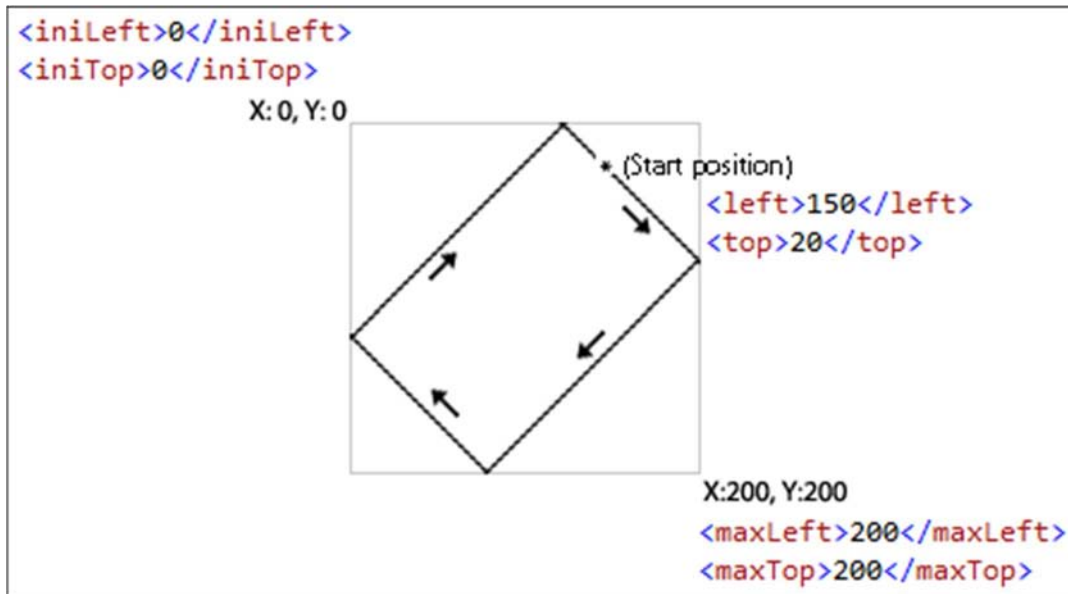 <iniLeft>0</iniLeft>
<iniTop>0</iniTop>
X: 0, Y: 0
* (Start position)
<left>150</left>
<top>20</top>
X:200, Y:200
<maxLeft>200</maxLeft>
<maxTop>200</maxTop>